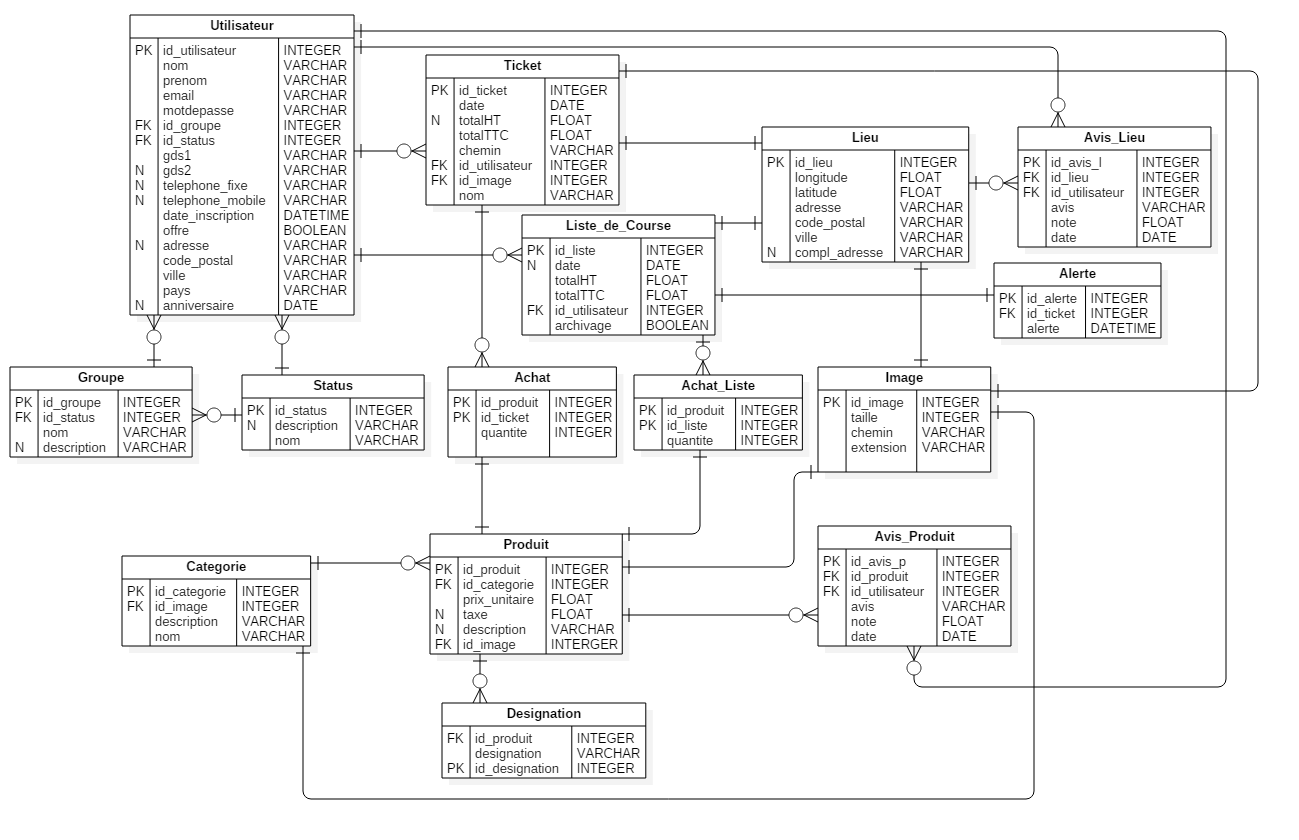 Utilisateur
PK id_utilisateur INTEGER
nom VARCHAR
prenom VARCHAR
email VARCHAR
motdepasse VARCHAR
FK id_groupe INTEGER
FK id_status INTEGER
gds1 VARCHAR
N gds2 VARCHAR
N telephone_fixe VARCHAR
N telephone_mobile VARCHAR
date_inscription DATETIME
offre BOOLEAN
N adresse VARCHAR
code_postal VARCHAR
ville VARCHAR
pays VARCHAR
N anniversaire DATE
Ticket
PK id_ticket INTEGER
date DATE
N totalHT FLOAT
totalTTC FLOAT
chemin VARCHAR
FK id_utilisateur INTEGER
FK id_image INTEGER
nom VARCHAR
Lieu
PK id_lieu INTEGER
longitude FLOAT
latitude FLOAT
adresse VARCHAR
code_postal VARCHAR
ville VARCHAR
N compl_adresse VARCHAR
Avis_Lieu
PK id_avis_l INTEGER
FK id_lieu INTEGER
FK id_utilisateur INTEGER
avis VARCHAR
note FLOAT
date DATE
Liste_de_Course
PK id_liste INTEGER
N date DATE
totalHT FLOAT
totalTTC FLOAT
FK id_utilisateur INTEGER
archivage BOOLEAN
Alerte
PK id_alerte INTEGER
FK id_ticket INTEGER
alerte DATETIME
Groupe
PK id_groupe INTEGER
FK id_status INTEGER
nom VARCHAR
N description VARCHAR
Status
PK id_status INTEGER
N description VARCHAR
nom VARCHAR
Achat
PK id_produit INTEGER
PK id_ticket INTEGER
quantite INTEGER
Achat_Liste
PK id_produit INTEGER
PK id_liste INTEGER
quantite INTEGER
Image
PK id_image INTEGER
taille INTEGER
chemin VARCHAR
extension VARCHAR
Categorie
PK id_categorie INTEGER
FK id_image INTEGER
description VARCHAR
nom VARCHAR
Produit
PK id_produit INTEGER
FK id_categorie INTEGER
prix_unitaire FLOAT
N taxe FLOAT
N description VARCHAR
FK id_image INTERGER
Avis_Produit
PK id_avis_p INTEGER
FK id_produit INTEGER
FK id_utilisateur INTEGER
avis VARCHAR
note FLOAT
date DATE
Designation
FK id_produit INTEGER
designation VARCHAR
PK id_designation INTEGER